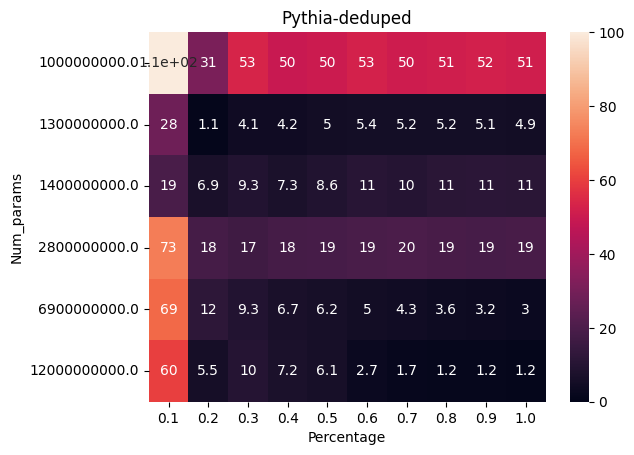 Pythia-deduped
Num_params
1000000000.0 1.1e+02 31 53 50 50 53 50 51 52 51
1300000000.0 28 1.1 4.1 4.2 5 5.4 5.2 5.2 5.1 4.9
1400000000.0 19 6.9 9.3 7.3 8.6 11 10 11 11 11
2800000000.0 73 18 17 18 19 19 20 19 19 19
6900000000.0 69 12 9.3 6.7 6.2 5 4.3 3.6 3.2 3
12000000000.0 60 5.5 10 7.2 6.1 2.7 1.7 1.2 1.2 1.2
0.1 0.2 0.3 0.4 0.5 0.6 0.7 0.8 0.9 1.0
Percentage
100
80
60
40
20
0